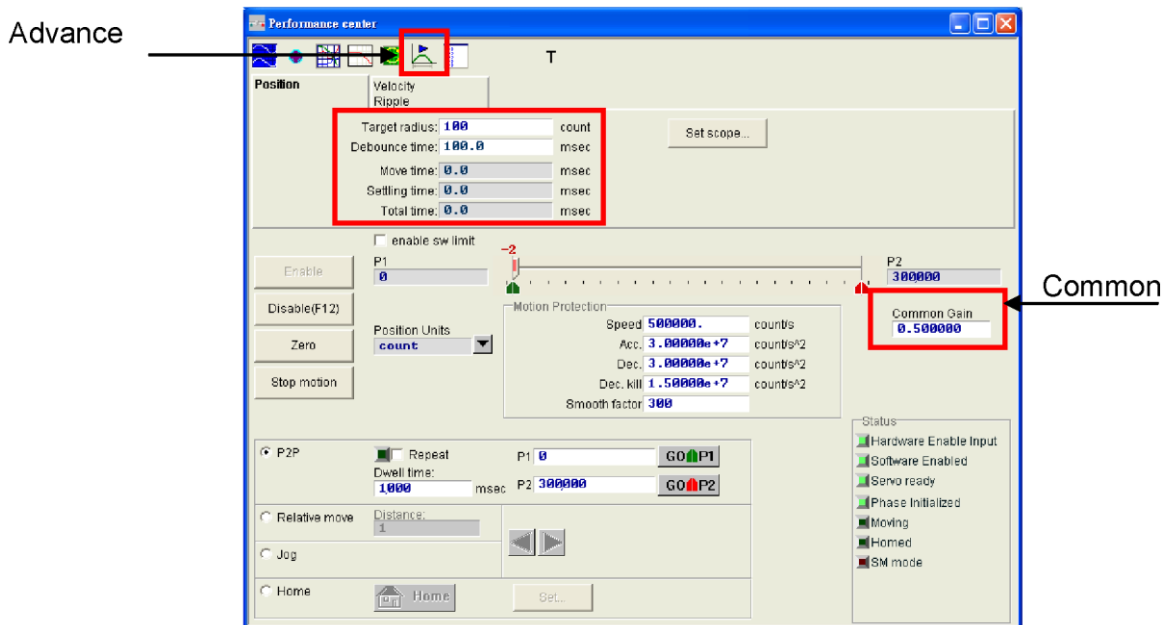 Advance
Performance center
T
Position
Velocity
Ripple
Target radius: 100 count
Debounce time: 100.0 msec
Move time: 0.0 msec
Settling time: 0.0 msec
Total time: 0.0 msec
Set scope...
enable sw limit
-2
Enable
P1
0
P2
300,000
Common
Common Gain
0.500000
Disable(F12)
Position Units
count
Zero
Stop motion
Motion Protection
Speed 500000. count/s
Acc. 3.00000e+7 count/s^2
Dec. 3.00000e+7 count/s^2
Dec. kill 1.50000e+7 count/s^2
Smooth factor 300
P2P
Repeat
Dwell time:
1,000 msec
P1 0 GO P1
P2 300,000 GO P2
Relative move
Distance:
1
Jog
Home
Home
Set...
Status
Hardware Enable Input
Software Enabled
Servo ready
Phase Initialized
Moving
Homed
SM mode